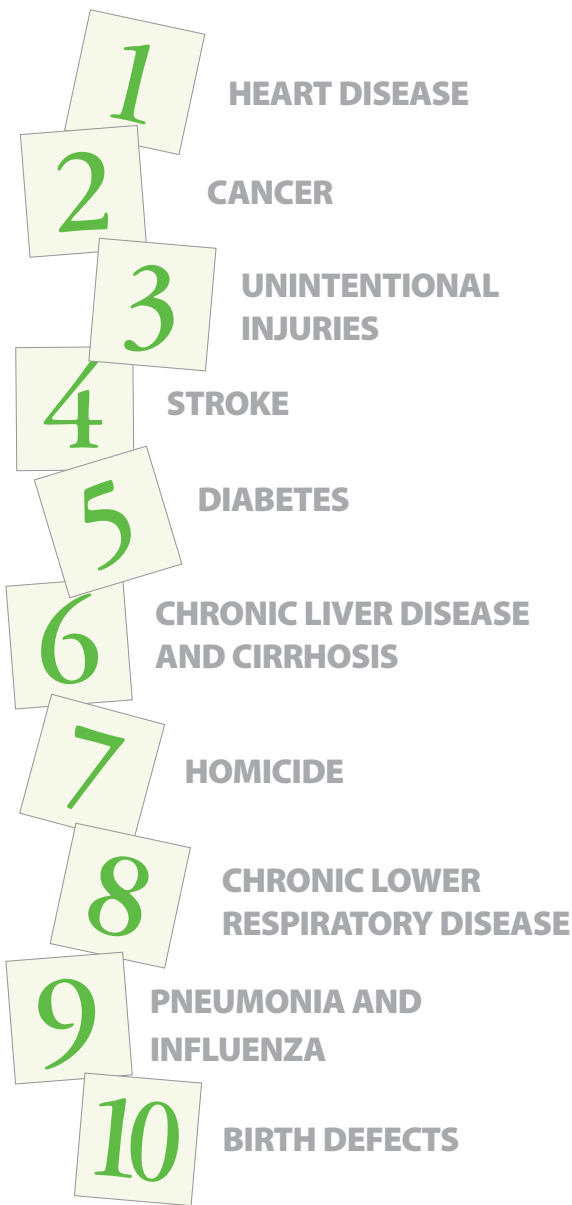 1
HEART DISEASE
2
CANCER
3
UNINTENTIONAL
INJURIES
4
STROKE
5
DIABETES
6
CHRONIC LIVER DISEASE
AND CIRRHOSIS
7
HOMICIDE
8
CHRONIC LOWER
RESPIRATORY DISEASE
9
PNEUMONIA AND
INFLUENZA
10
BIRTH DEFECTS